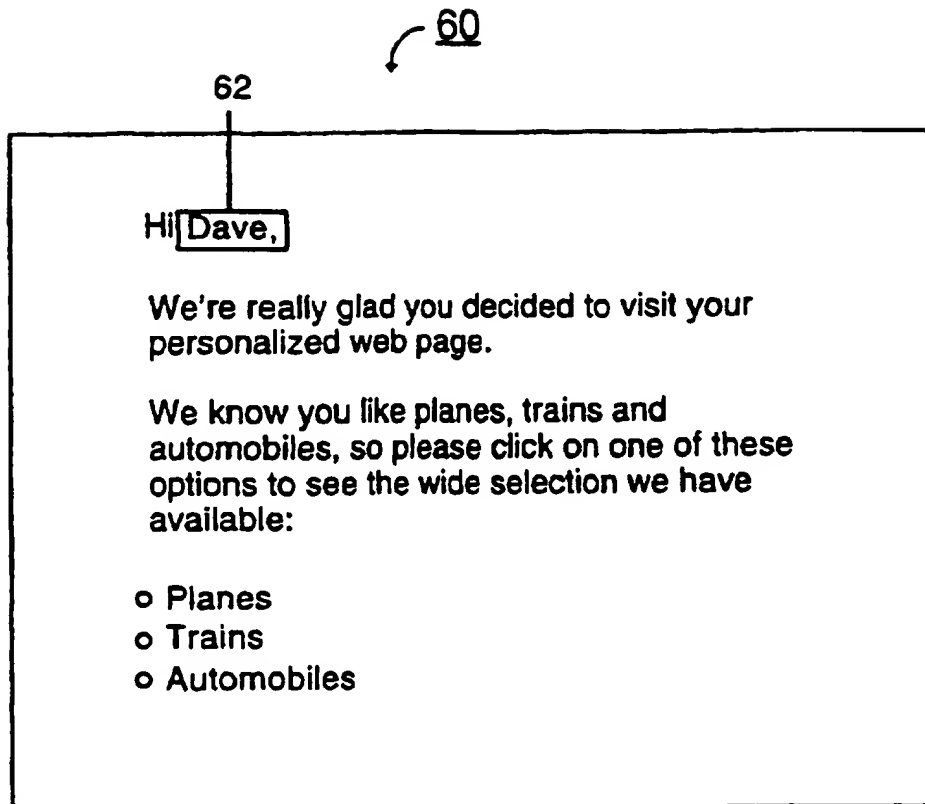 60
62
Hi Dave,
We're really glad you decided to visit your
personalized web page.
We know you like planes, trains and
automobiles, so please click on one of these
options to see the wide selection we have
available:
o Planes
o Trains
o Automobiles